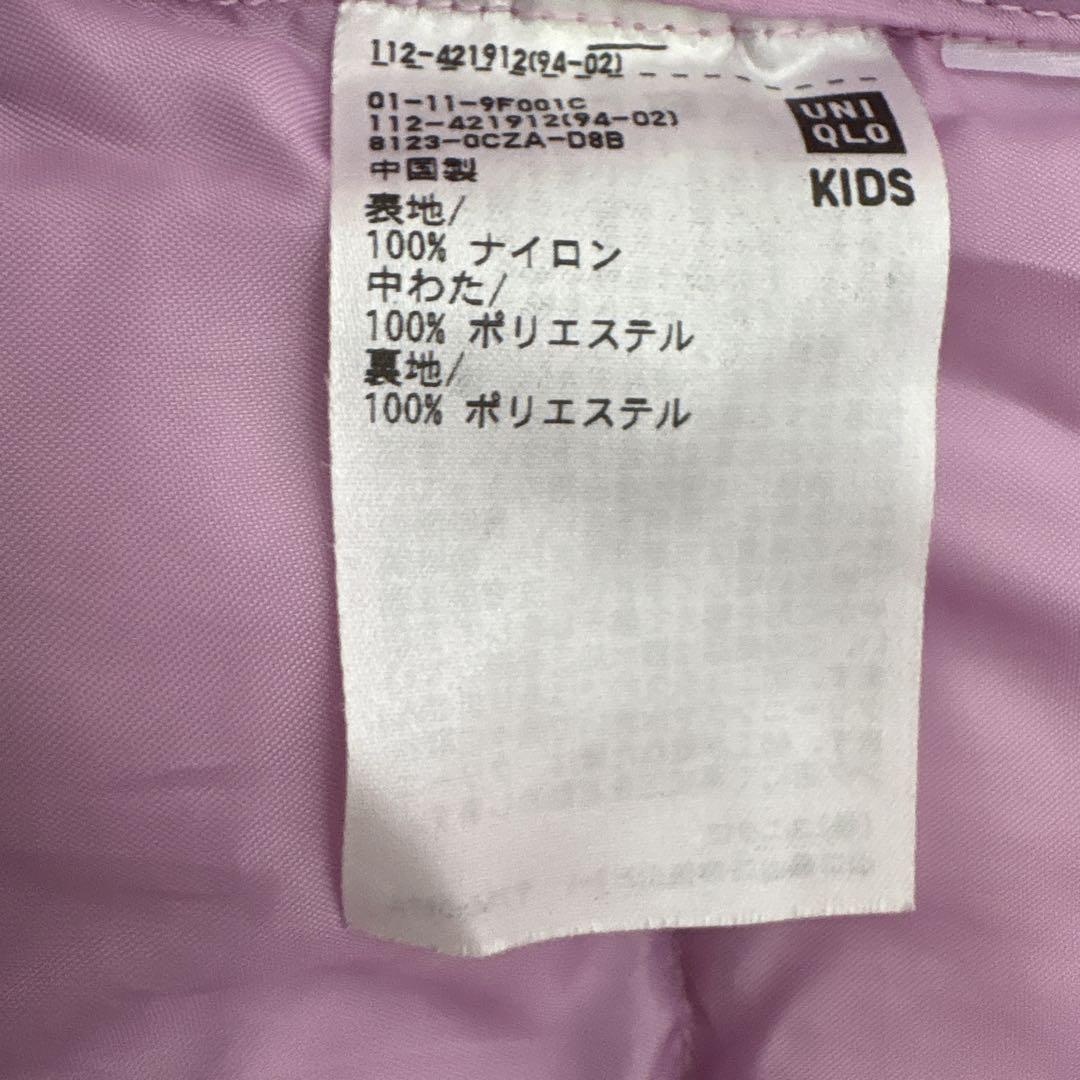 112-421912(94-02)
01-11-9F001C
112-421912(94-02)
8123-0CZA-D8B
中国製
UNI
QLO
KIDS
表地/
100% ナイロン
中わた/
100% ポリエステル
裏地/
100% ポリエステル